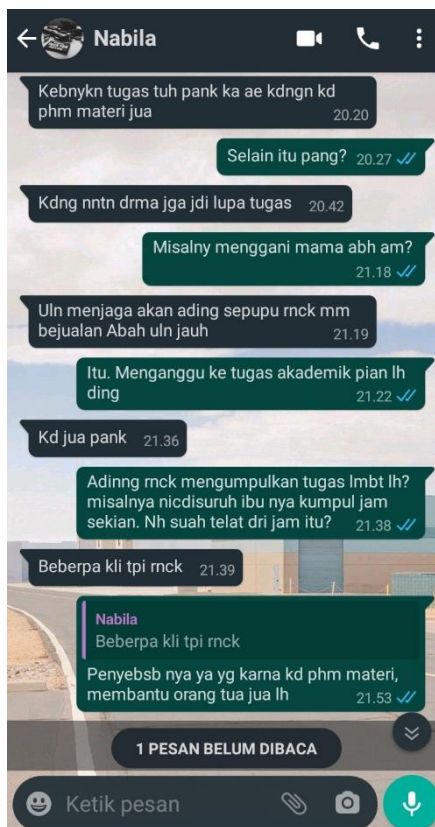 Nabila
Kebnykn tugas tuh pank ka ae kdngn kd
phm materi jua
20.20
Selain itu pang? 20.27
Kdng nntn drma jga jdi lupa tugas 20.42
Misalny menggani mama abh am?
21.18
Uln menjaga akan ading sepupu rnck mm
bejualan Abah uln jauh
21.19
Itu. Menganggu ke tugas akademik pian lh
ding
21.22
Kd jua pank 21.36
Adinng rnck mengumpulkan tugas lmbt lh?
misalnya nicdisuruh ibu nya kumpul jam
sekian. Nh suah telat dri jam itu? 21.38
Beberpa kli tpi rnck 21.39
Nabila
Beberpa kli tpi rnck
Penyebsb nya ya yg karna kd phm materi,
membantu orang tua jua lh
21.53
1 PESAN BELUM DIBACA
Ketik pesan